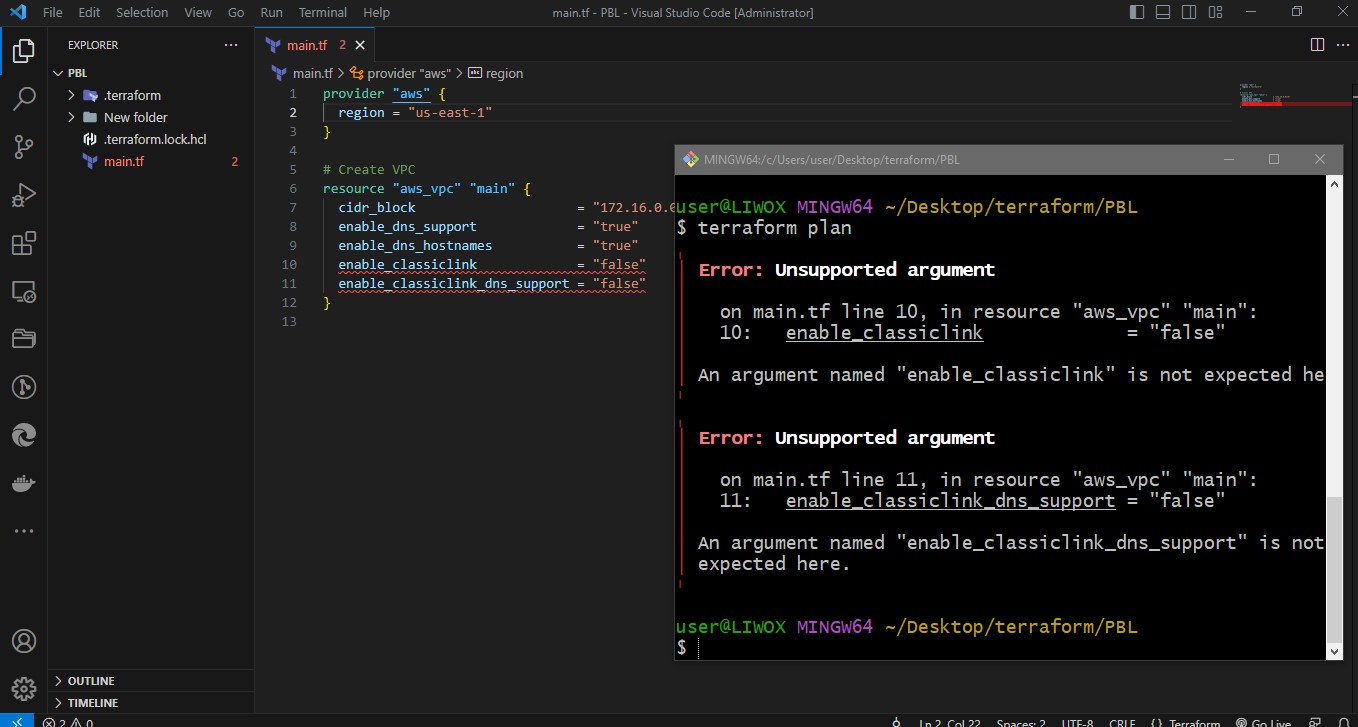 File Edit Selection View Go Run Terminal Help
main.tf - PBL - Visual Studio Code [Administrator]
EXPLORER
PBL
.terraform
New folder
.terraform.lock.hcl
main.tf 2
OUTLINE
TIMELINE
main.tf 2
main.tf > provider "aws" > region
1 provider "aws" {
2 region = "us-east-1"
3 }
4
5 # Create VPC
6 resource "aws_vpc" "main" {
7 cidr_block = "172.16.0.
8 enable_dns_support = "true"
9 enable_dns_hostnames = "true"
10 enable_classiclink = "false"
11 enable_classiclink_dns_support = "false"
12 }
13
MINGW64:/c/Users/user/Desktop/terraform/PBL
user@LIWOX MINGW64 ~/Desktop/terraform/PBL
$ terraform plan
Error: Unsupported argument
on main.tf line 10, in resource "aws_vpc" "main":
10: enable_classiclink = "false"
An argument named "enable_classiclink" is not expected he
Error: Unsupported argument
on main.tf line 11, in resource "aws_vpc" "main":
11: enable_classiclink_dns_support = "false"
An argument named "enable_classiclink_dns_support" is not
expected here.
user@LIWOX MINGW64 ~/Desktop/terraform/PBL
$
2 0
Ln 2, Col 22 Spaces: 2 UTF-8 CRLF {} Terraform Go Live